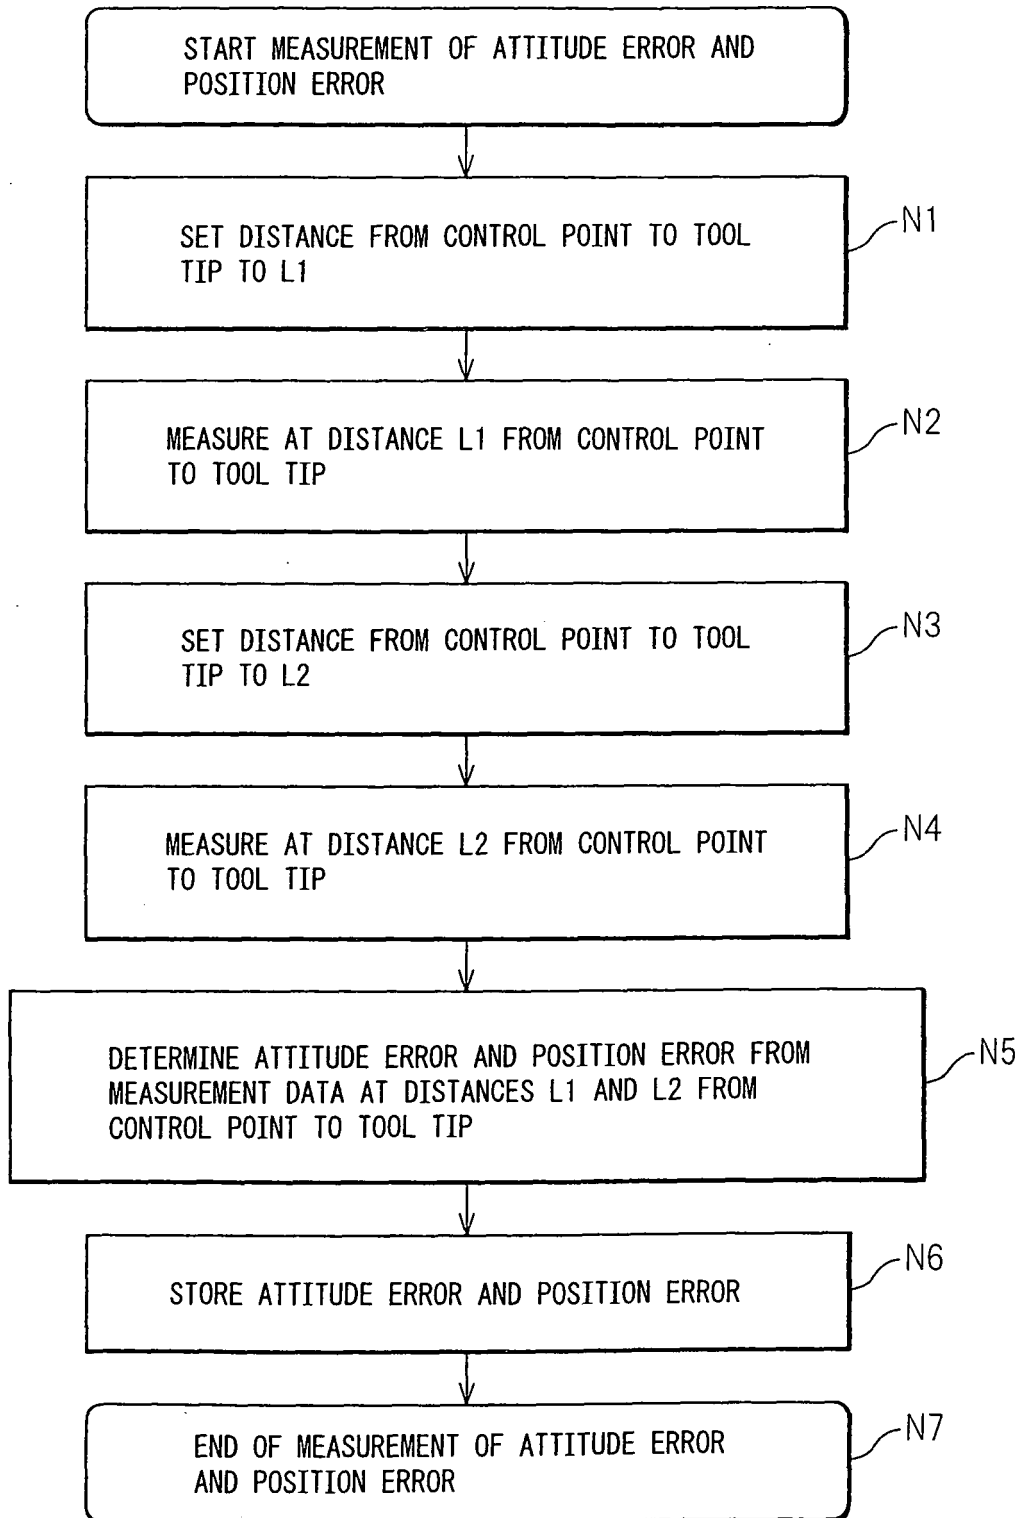 START MEASUREMENT OF ATTITUDE ERROR AND
POSITION ERROR
N1
SET DISTANCE FROM CONTROL POINT TO TOOL
TIP TO L1
N2
MEASURE AT DISTANCE L1 FROM CONTROL POINT
TO TOOL TIP
N3
SET DISTANCE FROM CONTROL POINT TO TOOL
TIP TO L2
N4
MEASURE AT DISTANCE L2 FROM CONTROL POINT
TO TOOL TIP
N5
DETERMINE ATTITUDE ERROR AND POSITION ERROR FROM
MEASUREMENT DATA AT DISTANCES L1 AND L2 FROM
CONTROL POINT TO TOOL TIP
N6
STORE ATTITUDE ERROR AND POSITION ERROR
N7
END OF MEASUREMENT OF ATTITUDE ERROR
AND POSITION ERROR